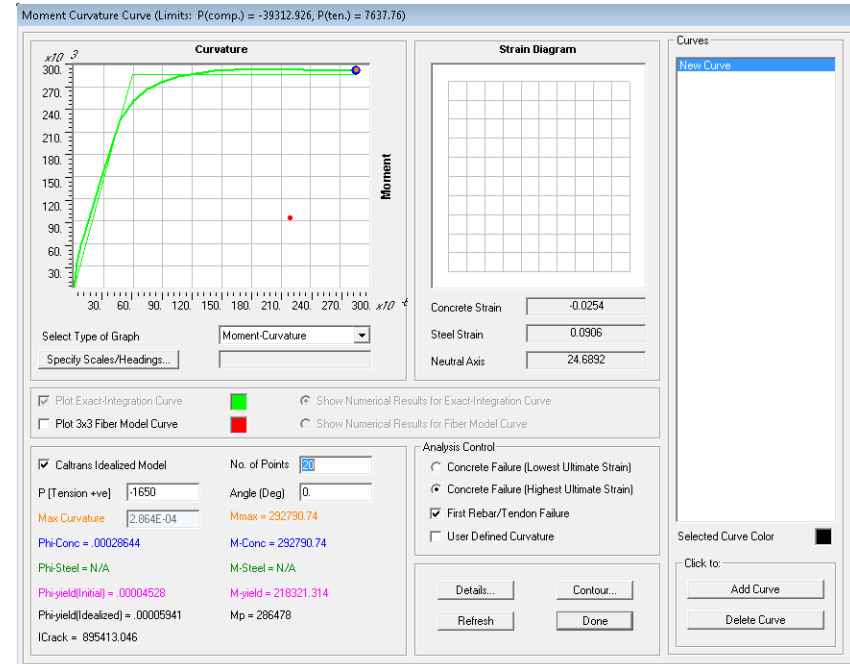 Moment Curvature Curve (Limits: P(comp.) = -39312.926, P(ten.) = 7637.76)
Curvature
x10 3
300.
270.
240.
210.
180.
150.
120.
90.
60.
30.
30. 60. 90. 120. 150. 180. 210. 240. 270. 300. x10 -6
Moment
Select Type of Graph
Moment-Curvature
Specify Scales/Headings...
Strain Diagram
Concrete Strain -0.0254
Steel Strain 0.0906
Neutral Axis 24.6892
Curves
New Curve
Plot Exact-Integration Curve
Show Numerical Results for Exact-Integration Curve
Plot 3x3 Fiber Model Curve
Show Numerical Results for Fiber Model Curve
Caltrans Idealized Model
No. of Points 20
P [Tension +ve] -1650
Angle (Deg) 0.
Max Curvature 2.864E-04
Mmax = 292790.74
Phi-Conc = .00028644
M-Conc = 292790.74
Phi-Steel = N/A
M-Steel = N/A
Phi-yield(Initial) = .00004528
M-yield = 218321.314
Phi-yield(Idealized) = .00005941
Mp = 286478
ICrack = 895413.046
Analysis Control
Concrete Failure (Lowest Ultimate Strain)
Concrete Failure (Highest Ultimate Strain)
First Rebar/Tendon Failure
User Defined Curvature
Details...
Contour...
Refresh
Done
Selected Curve Color
Click to:
Add Curve
Delete Curve